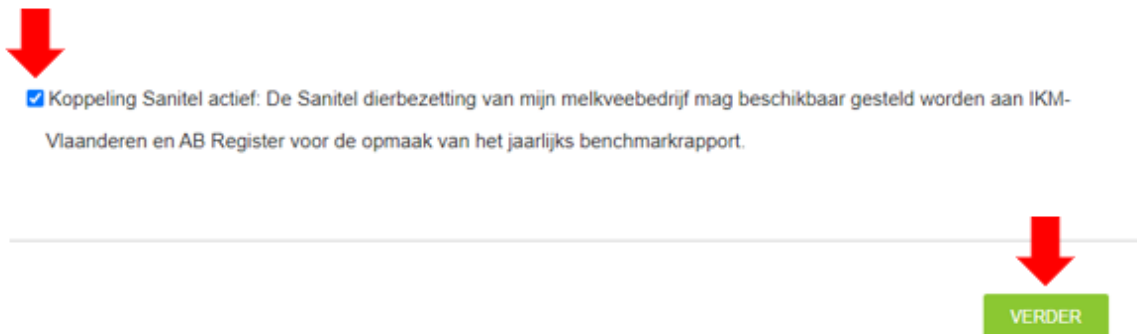 Koppeling Sanitel actief: De Sanitel dierbezetting van mijn melkveebedrijf mag beschikbaar gesteld worden aan IKM-
Vlaanderen en AB Register voor de opmaak van het jaarlijks benchmarkrapport.
VERDER